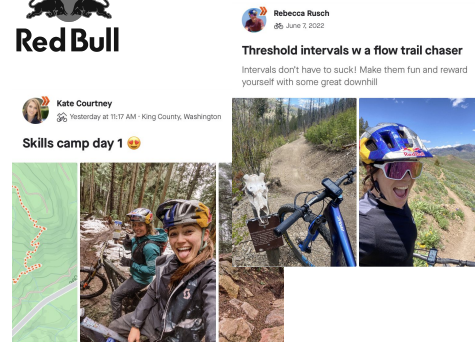 Red Bull
Kate Courtney
Yesterday at 11:17 AM · King County, Washington
Skills camp day 1 😍
Rebecca Rusch
June 7, 2022
Threshold intervals w a flow trail chaser
Intervals don't have to suck! Make them fun and reward
yourself with some great downhill